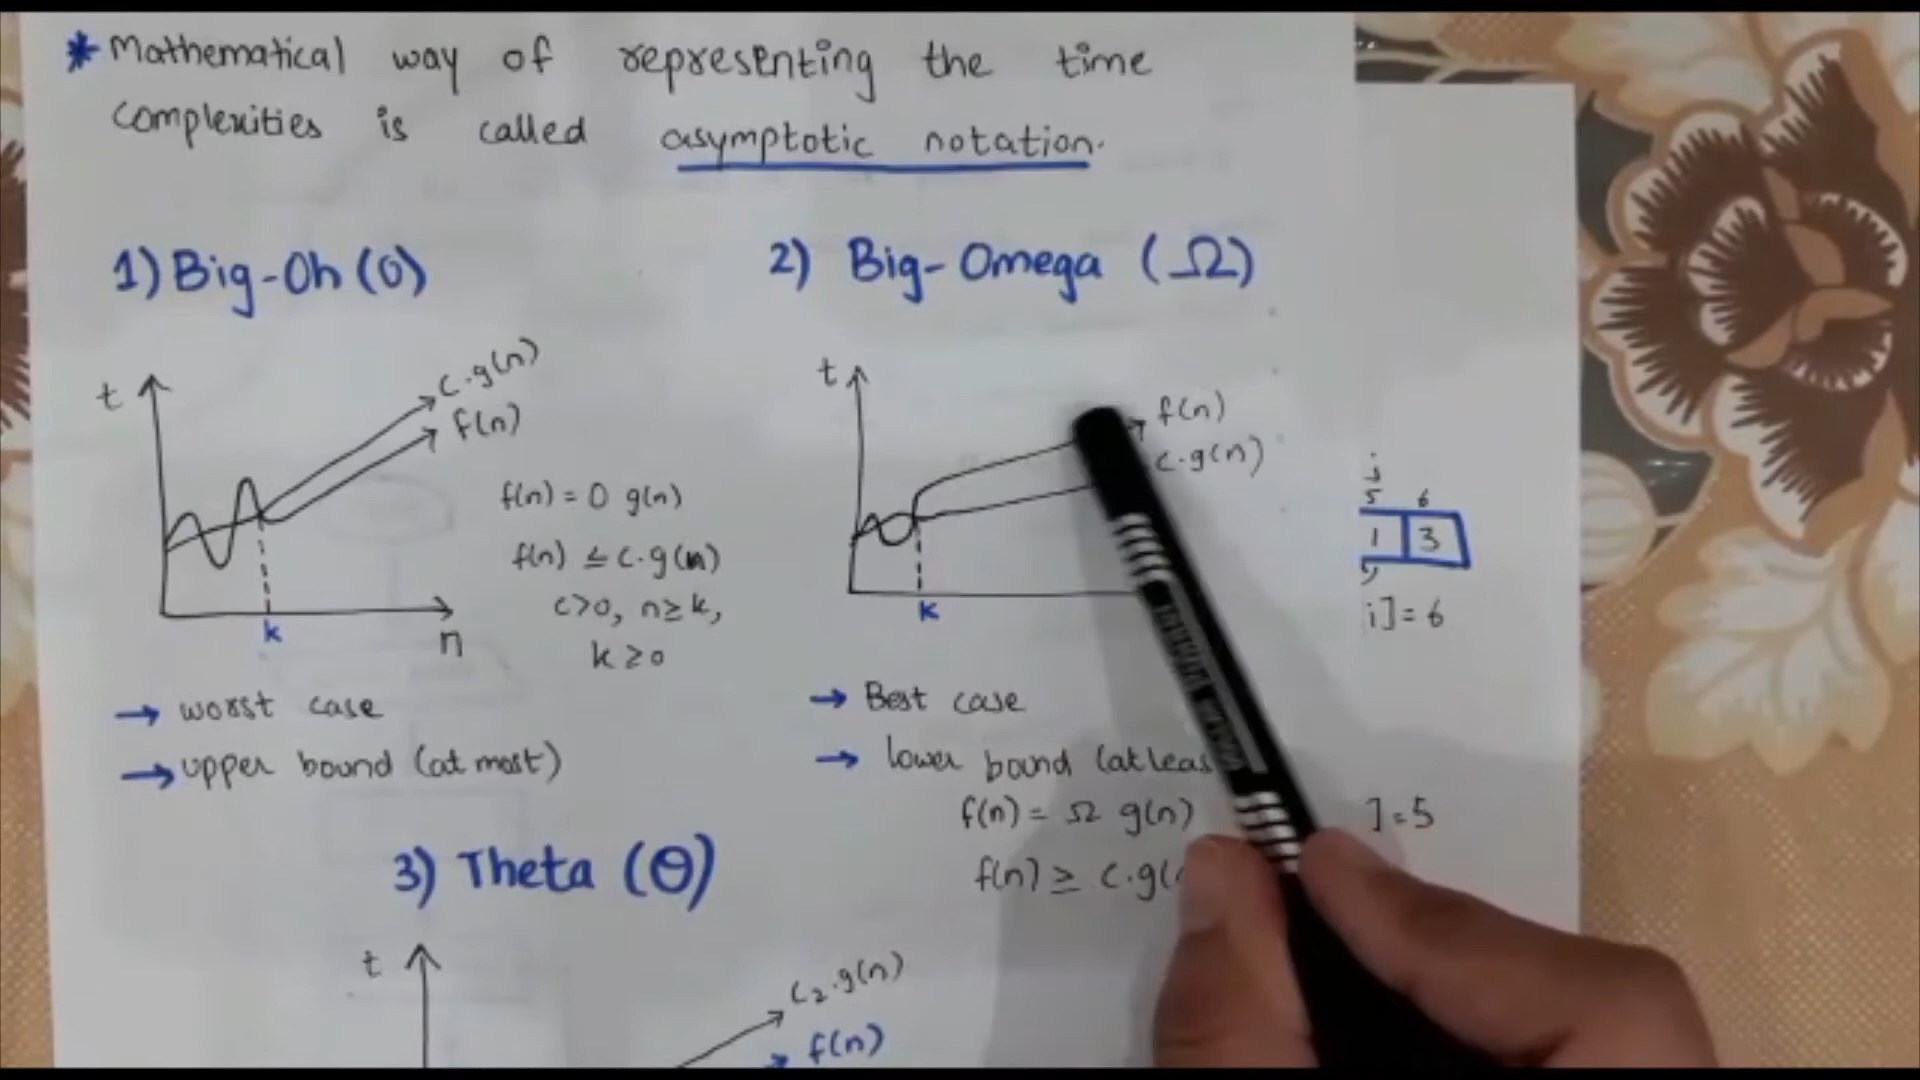 * Mathematical way of representing the time
complexities is called asymptotic notation.
1) Big-Oh (O)
t
c.g(n)
f(n)
k
n
f(n) = O g(n)
f(n) ≤ c.g(n)
c>0, n≥k,
k≥0
→ worst case
→ upper bound (at most)
2) Big-Omega (Ω)
t
f(n)
c.g(n)
k
→ Best case
→ lower bound (at leas
f(n) = Ω g(n)
f(n) ≥ c.g(
3) Theta (Θ)
t
c2.g(n)
f(n)
j
5 6
1 3
i]=6
]=5